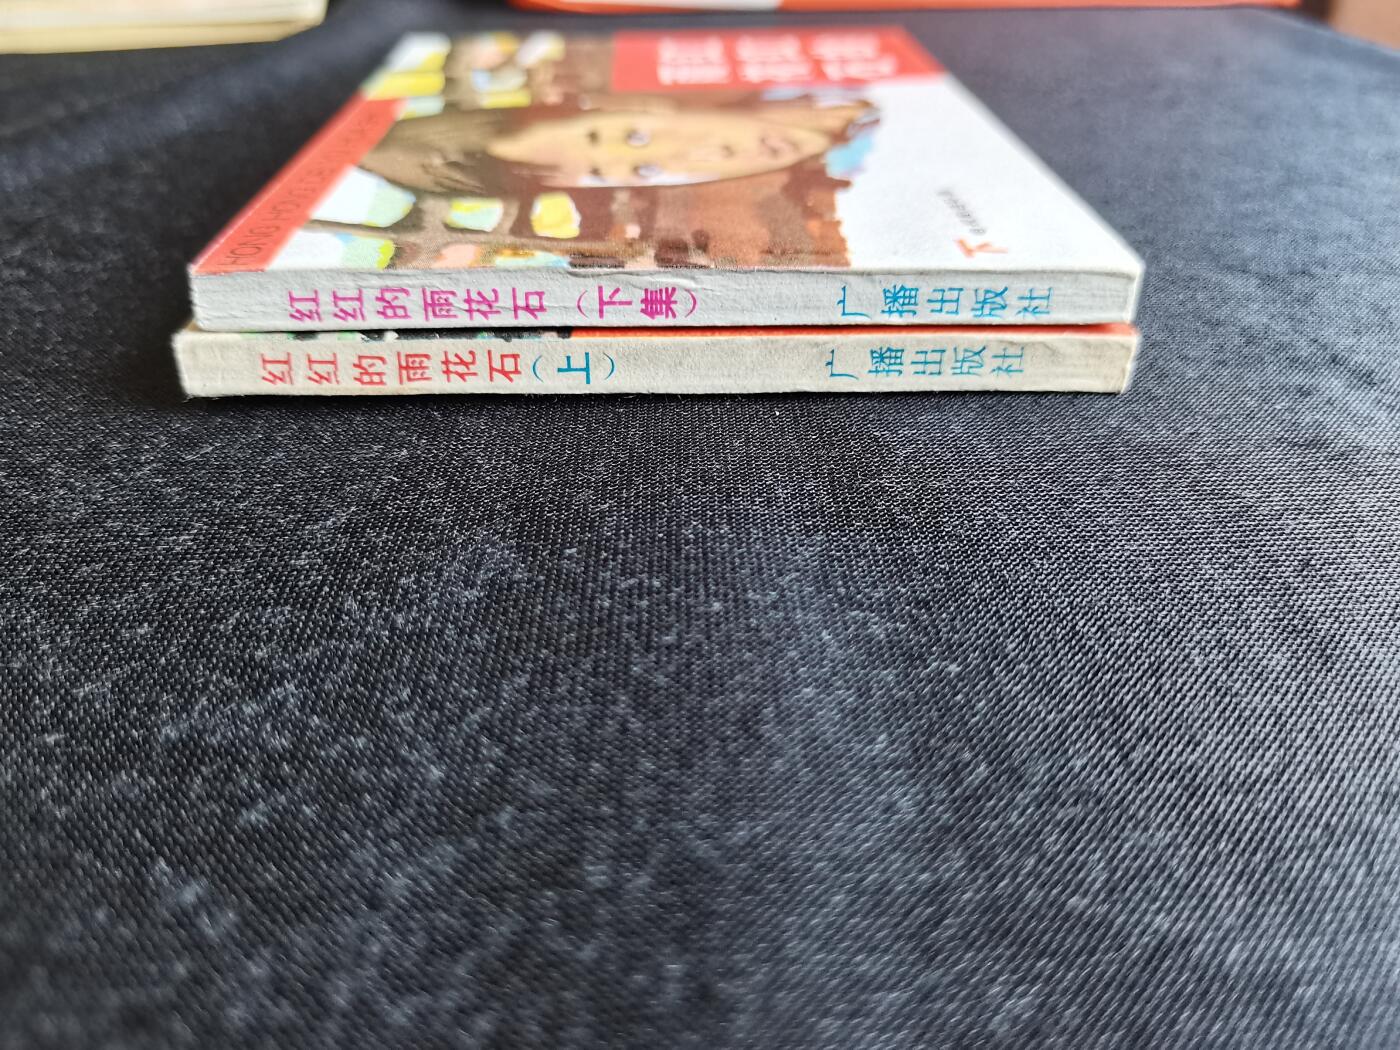 红红的雨花石（下集） 广播出版社
红红的雨花石（上） 广播出版社
下